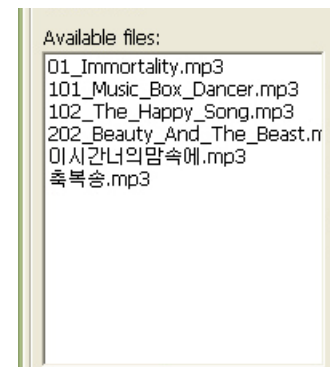 Available files:
01_Immortality.mp3
101_Music_Box_Dancer.mp3
102_The_Happy_Song.mp3
202_Beauty_And_The_Beast.m
이시간너의맘속에.mp3
축복송.mp3